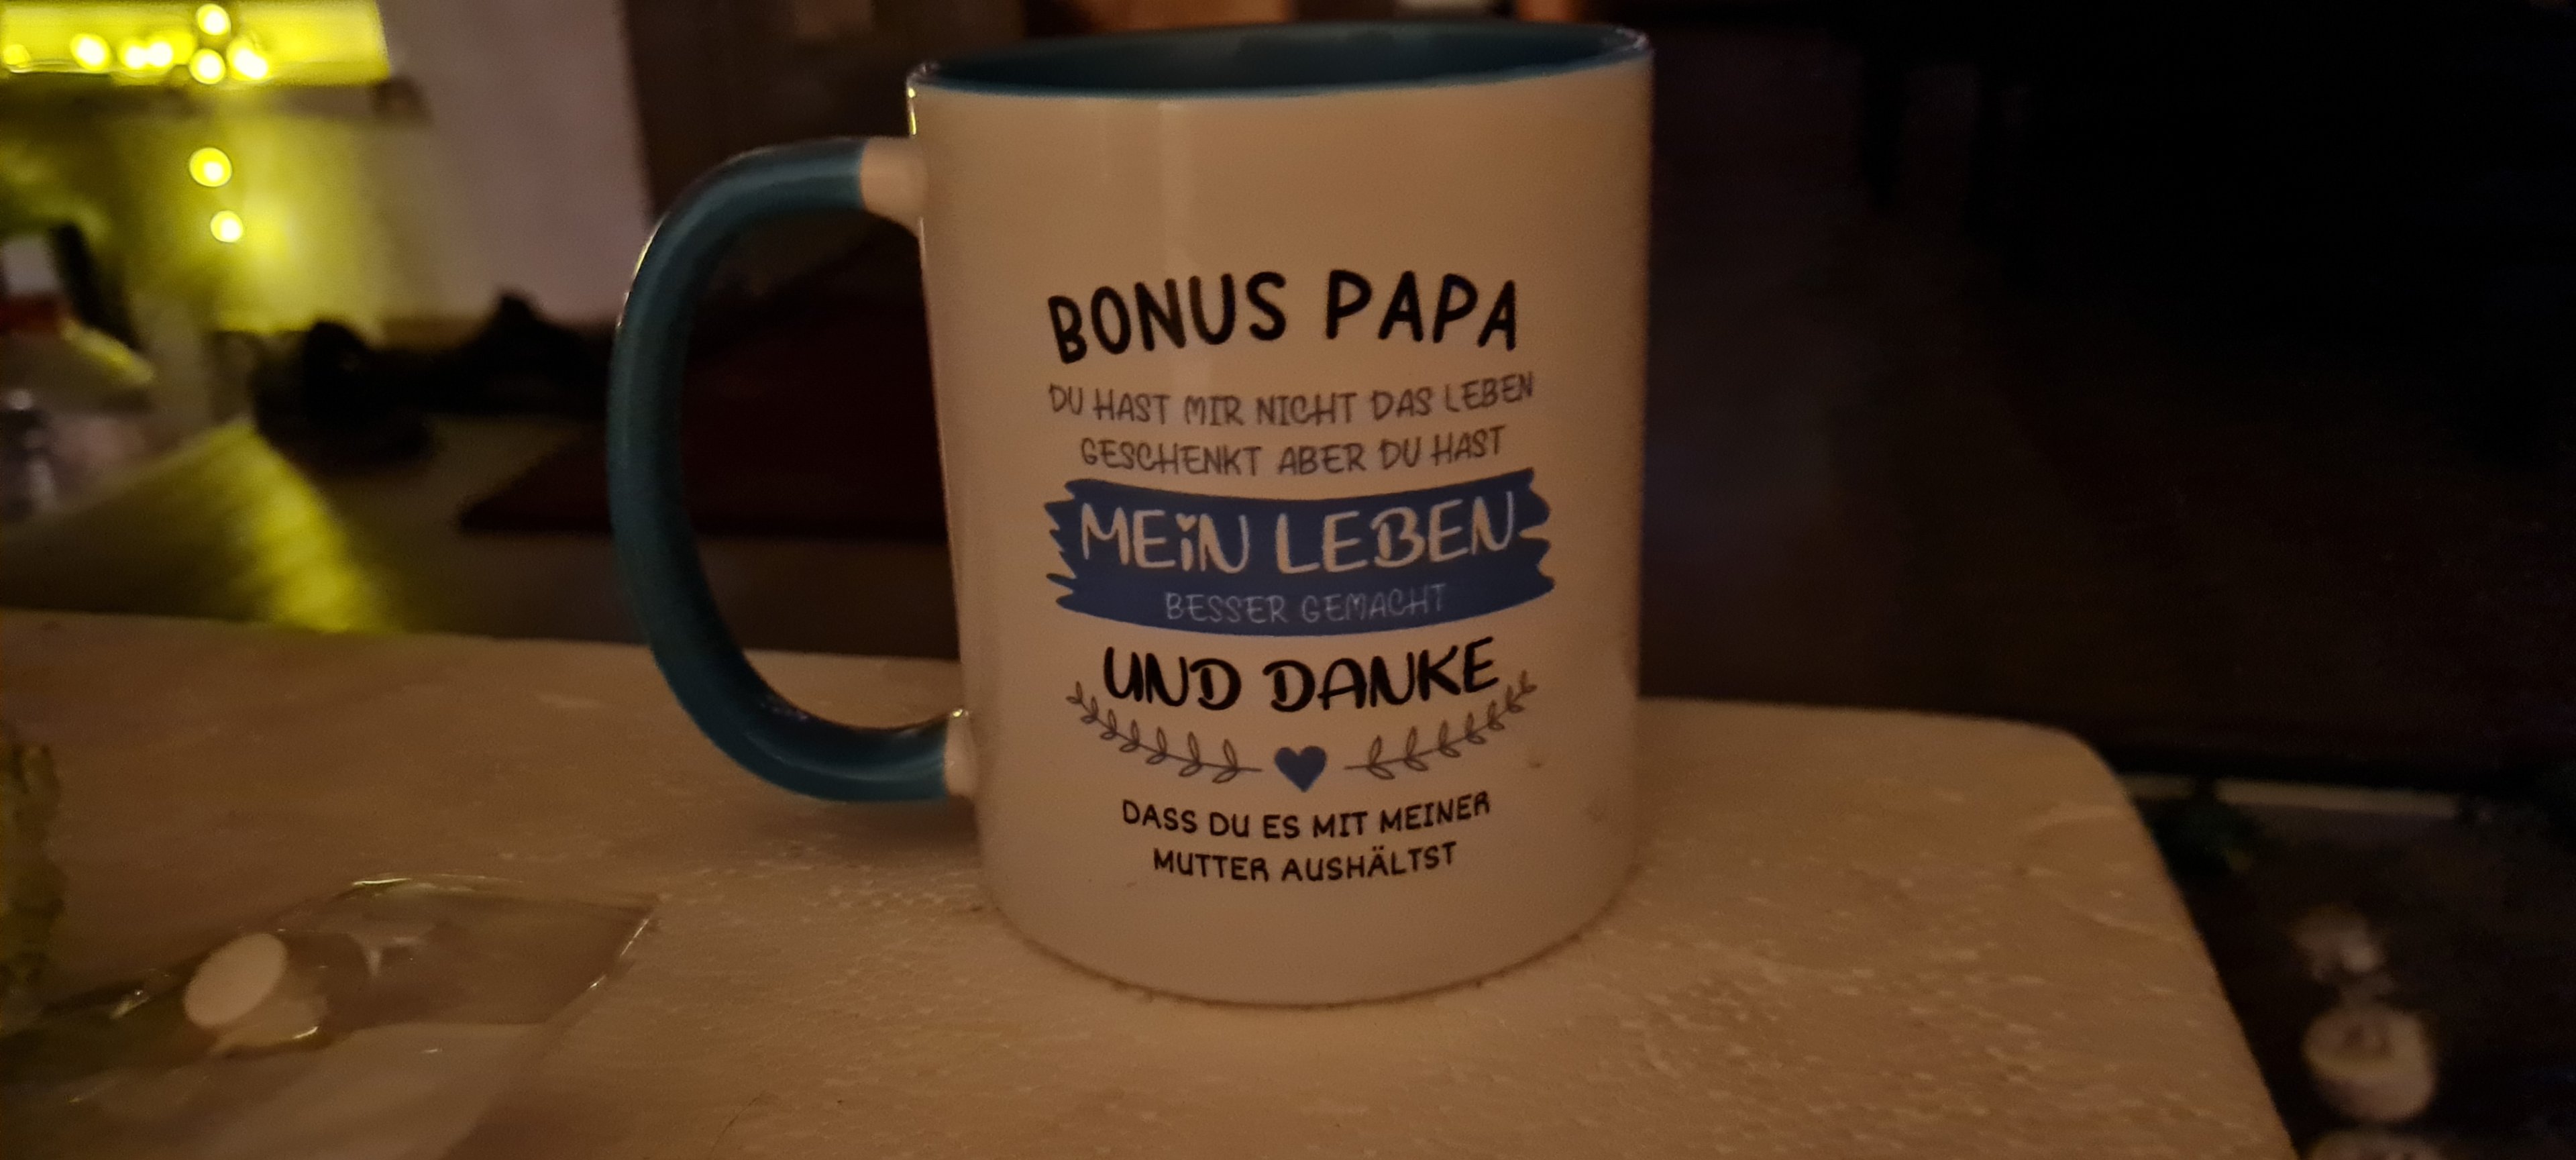 BONUS PAPA
DU HAST MIR NICHT DAS LEBEN
GESCHENKT ABER DU HAST
MEiN LEBEN
BESSER GEMACHT
UND DANKE
DASS DU ES MIT MEINER
MUTTER AUSHÄLTST